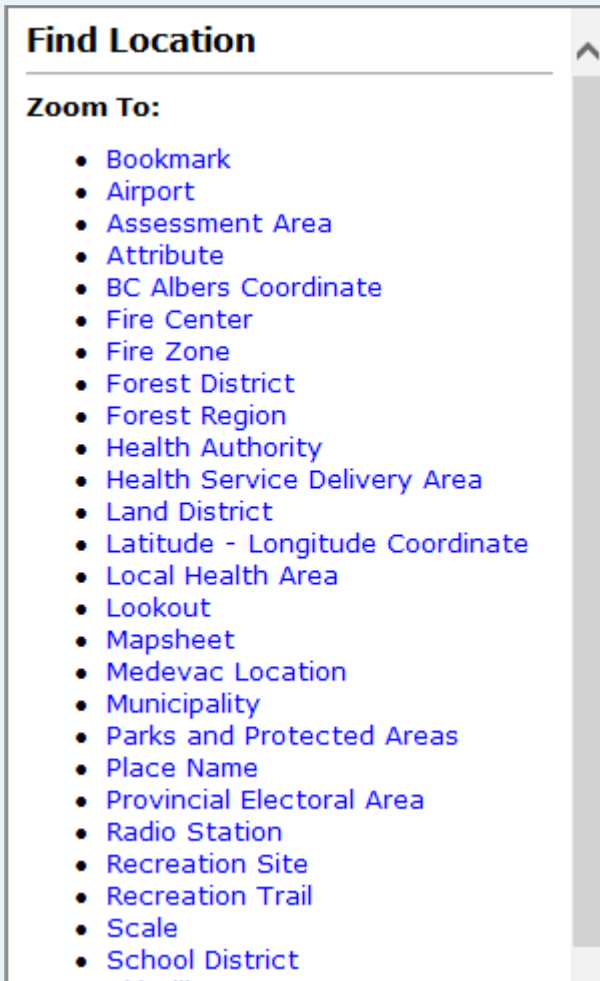 Find Location
Zoom To:
Bookmark
Airport
Assessment Area
Attribute
BC Albers Coordinate
Fire Center
Fire Zone
Forest District
Forest Region
Health Authority
Health Service Delivery Area
Land District
Latitude - Longitude Coordinate
Local Health Area
Lookout
Mapsheet
Medevac Location
Municipality
Parks and Protected Areas
Place Name
Provincial Electoral Area
Radio Station
Recreation Site
Recreation Trail
Scale
School District